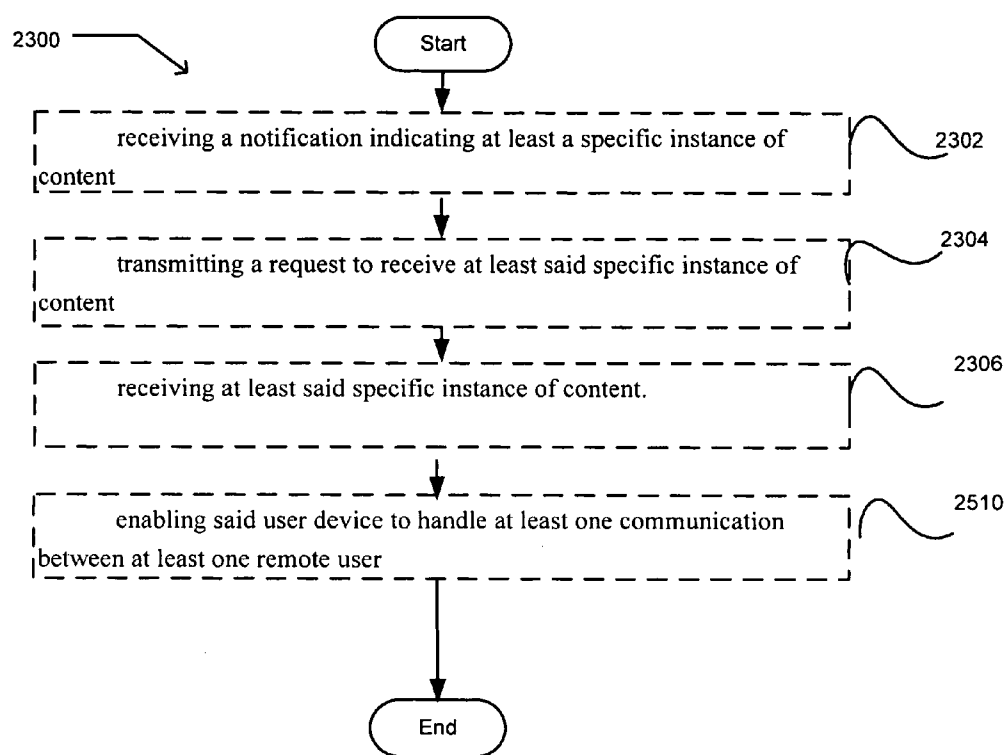 2300
Start
receiving a notification indicating at least a specific instance of
content
2302
transmitting a request to receive at least said specific instance of
content
2304
receiving at least said specific instance of content.
2306
enabling said user device to handle at least one communication
between at least one remote user
2510
End